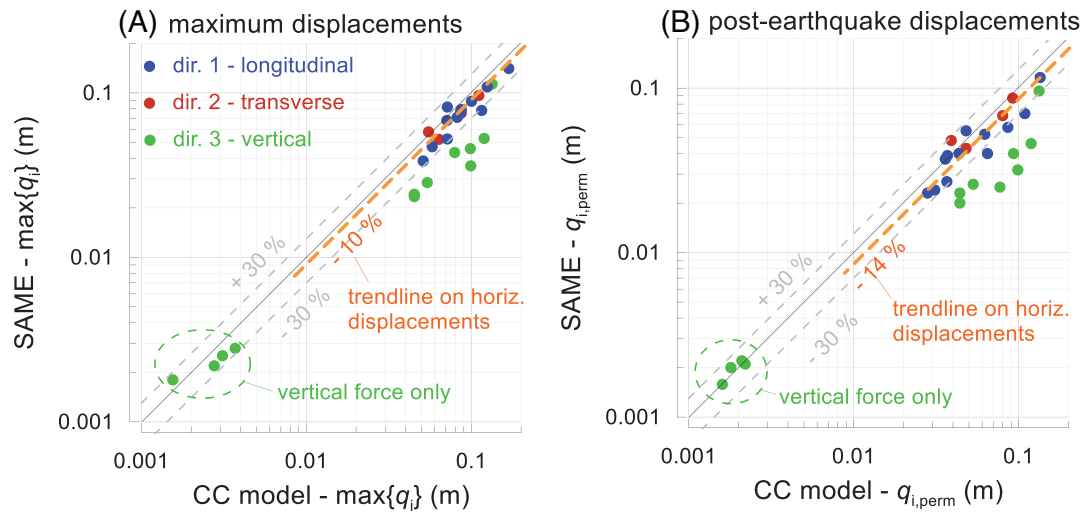 (A) maximum displacements
dir. 1 - longitudinal
dir. 2 - transverse
dir. 3 - vertical
+ 30 %
- 10 %
- 30 %
trendline on horiz.
displacements
vertical force only
0.1
0.01
0.001
0.001
0.01
0.1
SAME - max{qi} (m)
CC model - max{qi} (m)
(B) post-earthquake displacements
+ 30 %
- 14 %
- 30 %
trendline on horiz.
displacements
vertical force only
0.1
0.01
0.001
0.001
0.01
0.1
SAME - qi,perm (m)
CC model - qi,perm (m)